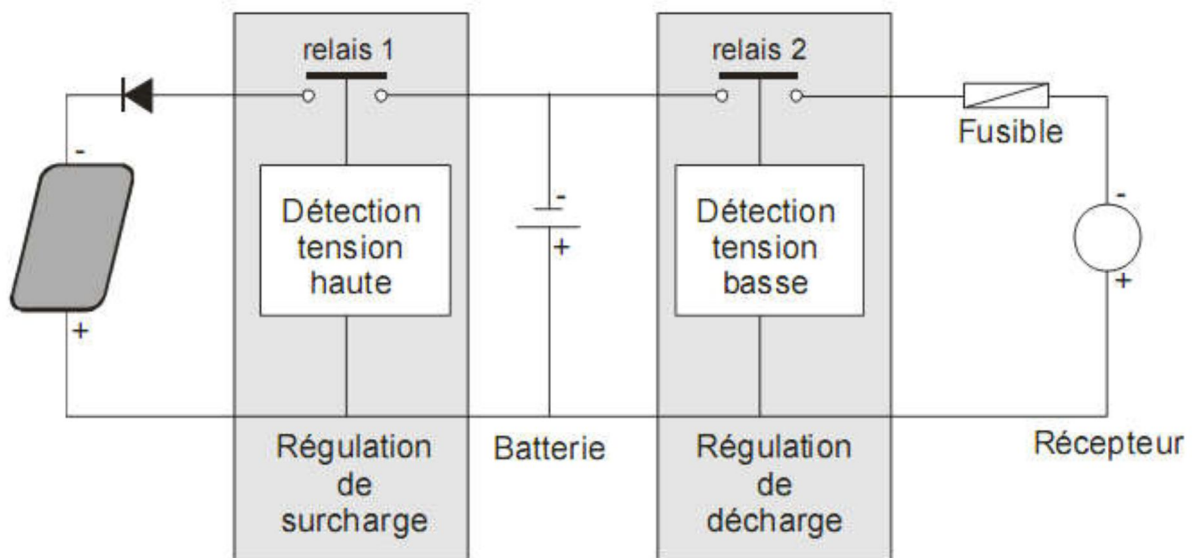 relais 1
relais 2
Fusible
-
+
Détection
tension
haute
-
+
Détection
tension
basse
-
+
Régulation
de
surcharge
Batterie
Régulation
de
décharge
Récepteur